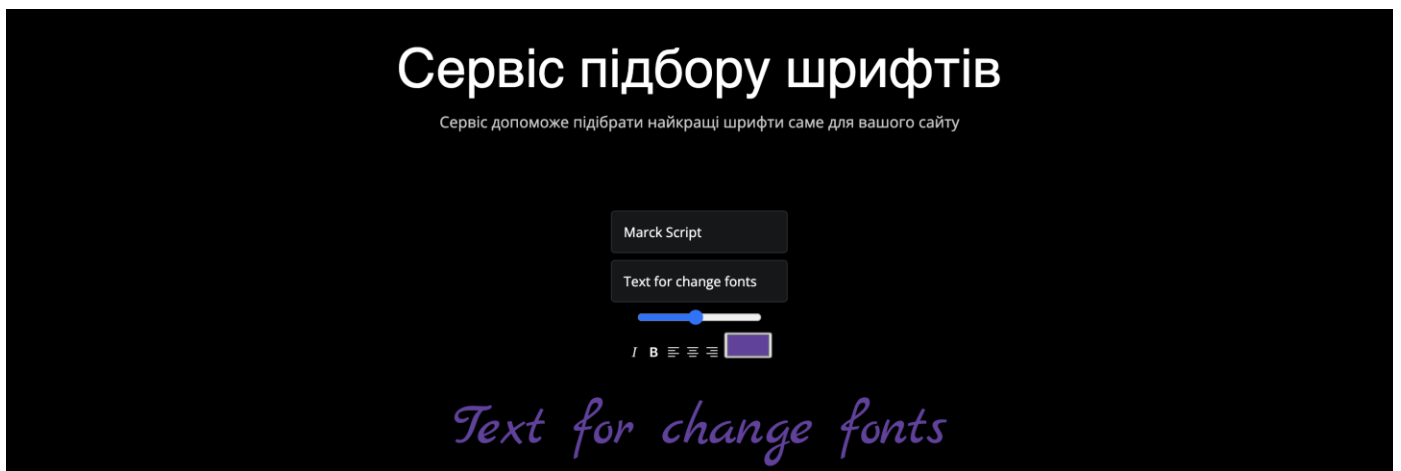 Сервіс підбору шрифтів
Сервіс допоможе підібрати найкращі шрифти саме для вашого сайту
Marck Script
Text for change fonts
I B
Text for change fonts